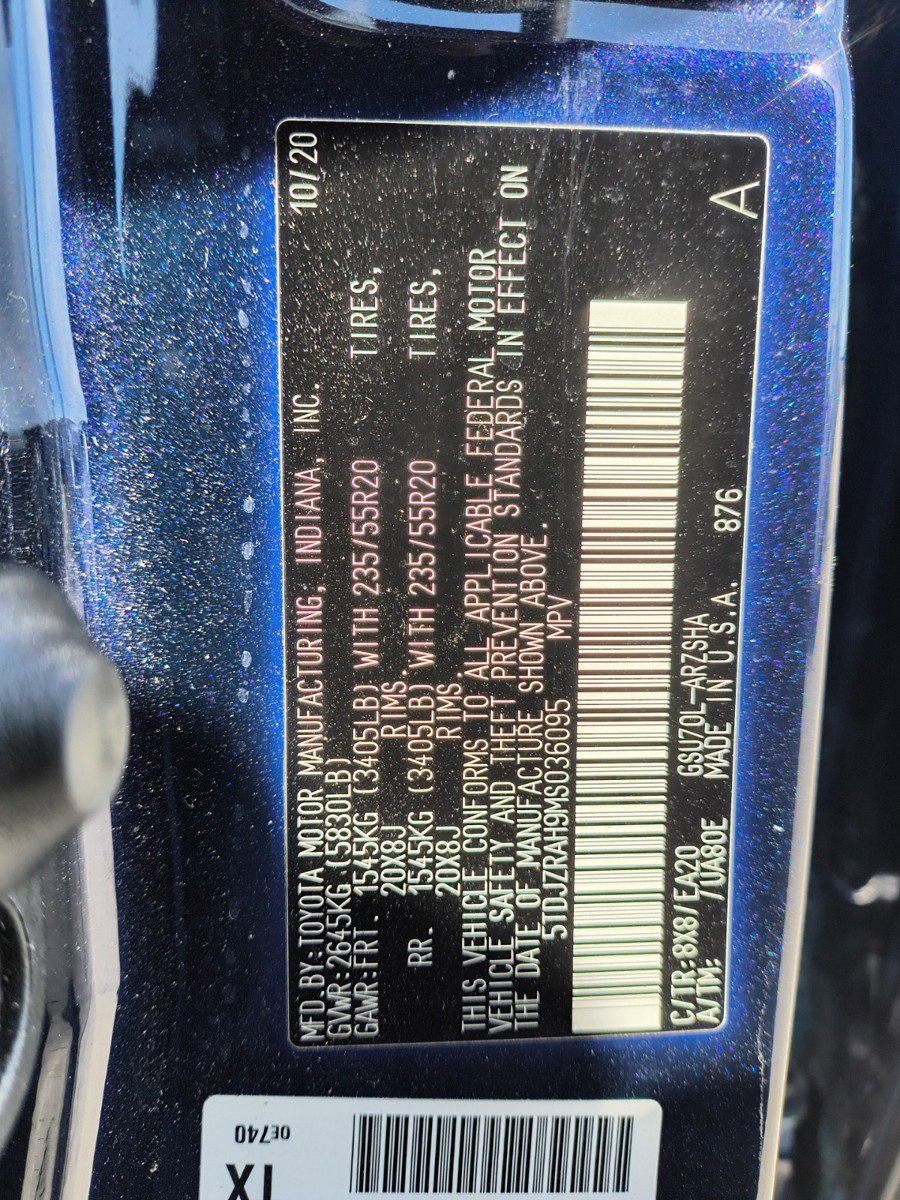 MFD BY:TOYOTA MOTOR MANUFACTURING, INDIANA, INC. 10/20
GVWR:2645KG (5830LB)
GAWR:FRT. 1545KG (3405LB) WITH 235/55R20 TIRES,
20X8J RIMS.
RR. 1545KG (3405LB) WITH 235/55R20 TIRES,
20X8J RIMS
THIS VEHICLE CONFORMS TO ALL APPLICABLE FEDERAL MOTOR
VEHICLE SAFETY AND THEFT PREVENTION STANDARDS IN EFFECT ON
THE DATE OF MANUFACTURE SHOWN ABOVE.
5TDJZRAH9MS036095 MPV
C/TR:8X8/EA20 GSU70L-ARZSHA
A/TM: /UA80E MADE IN U.S.A. 876
A
0E740
TX